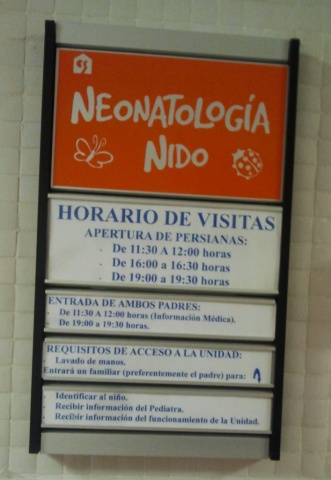 NEONATOLOGÍA
NIDO
HORARIO DE VISITAS
APERTURA DE PERSIANAS:
- De 11:30 A 12:00 horas
- De 16:00 a 16:30 horas
- De 19:00 a 19:30 horas
ENTRADA DE AMBOS PADRES:
- De 11:30 A 12:00 horas (Información Médica).
- De 19:00 a 19:30 horas.
REQUISITOS DE ACCESO A LA UNIDAD:
- Lavado de manos.
Entrará un familiar (preferentemente el padre) para:
- Identificar al niño.
- Recibir información del Pediatra.
- Recibir información del funcionamiento de la Unidad.